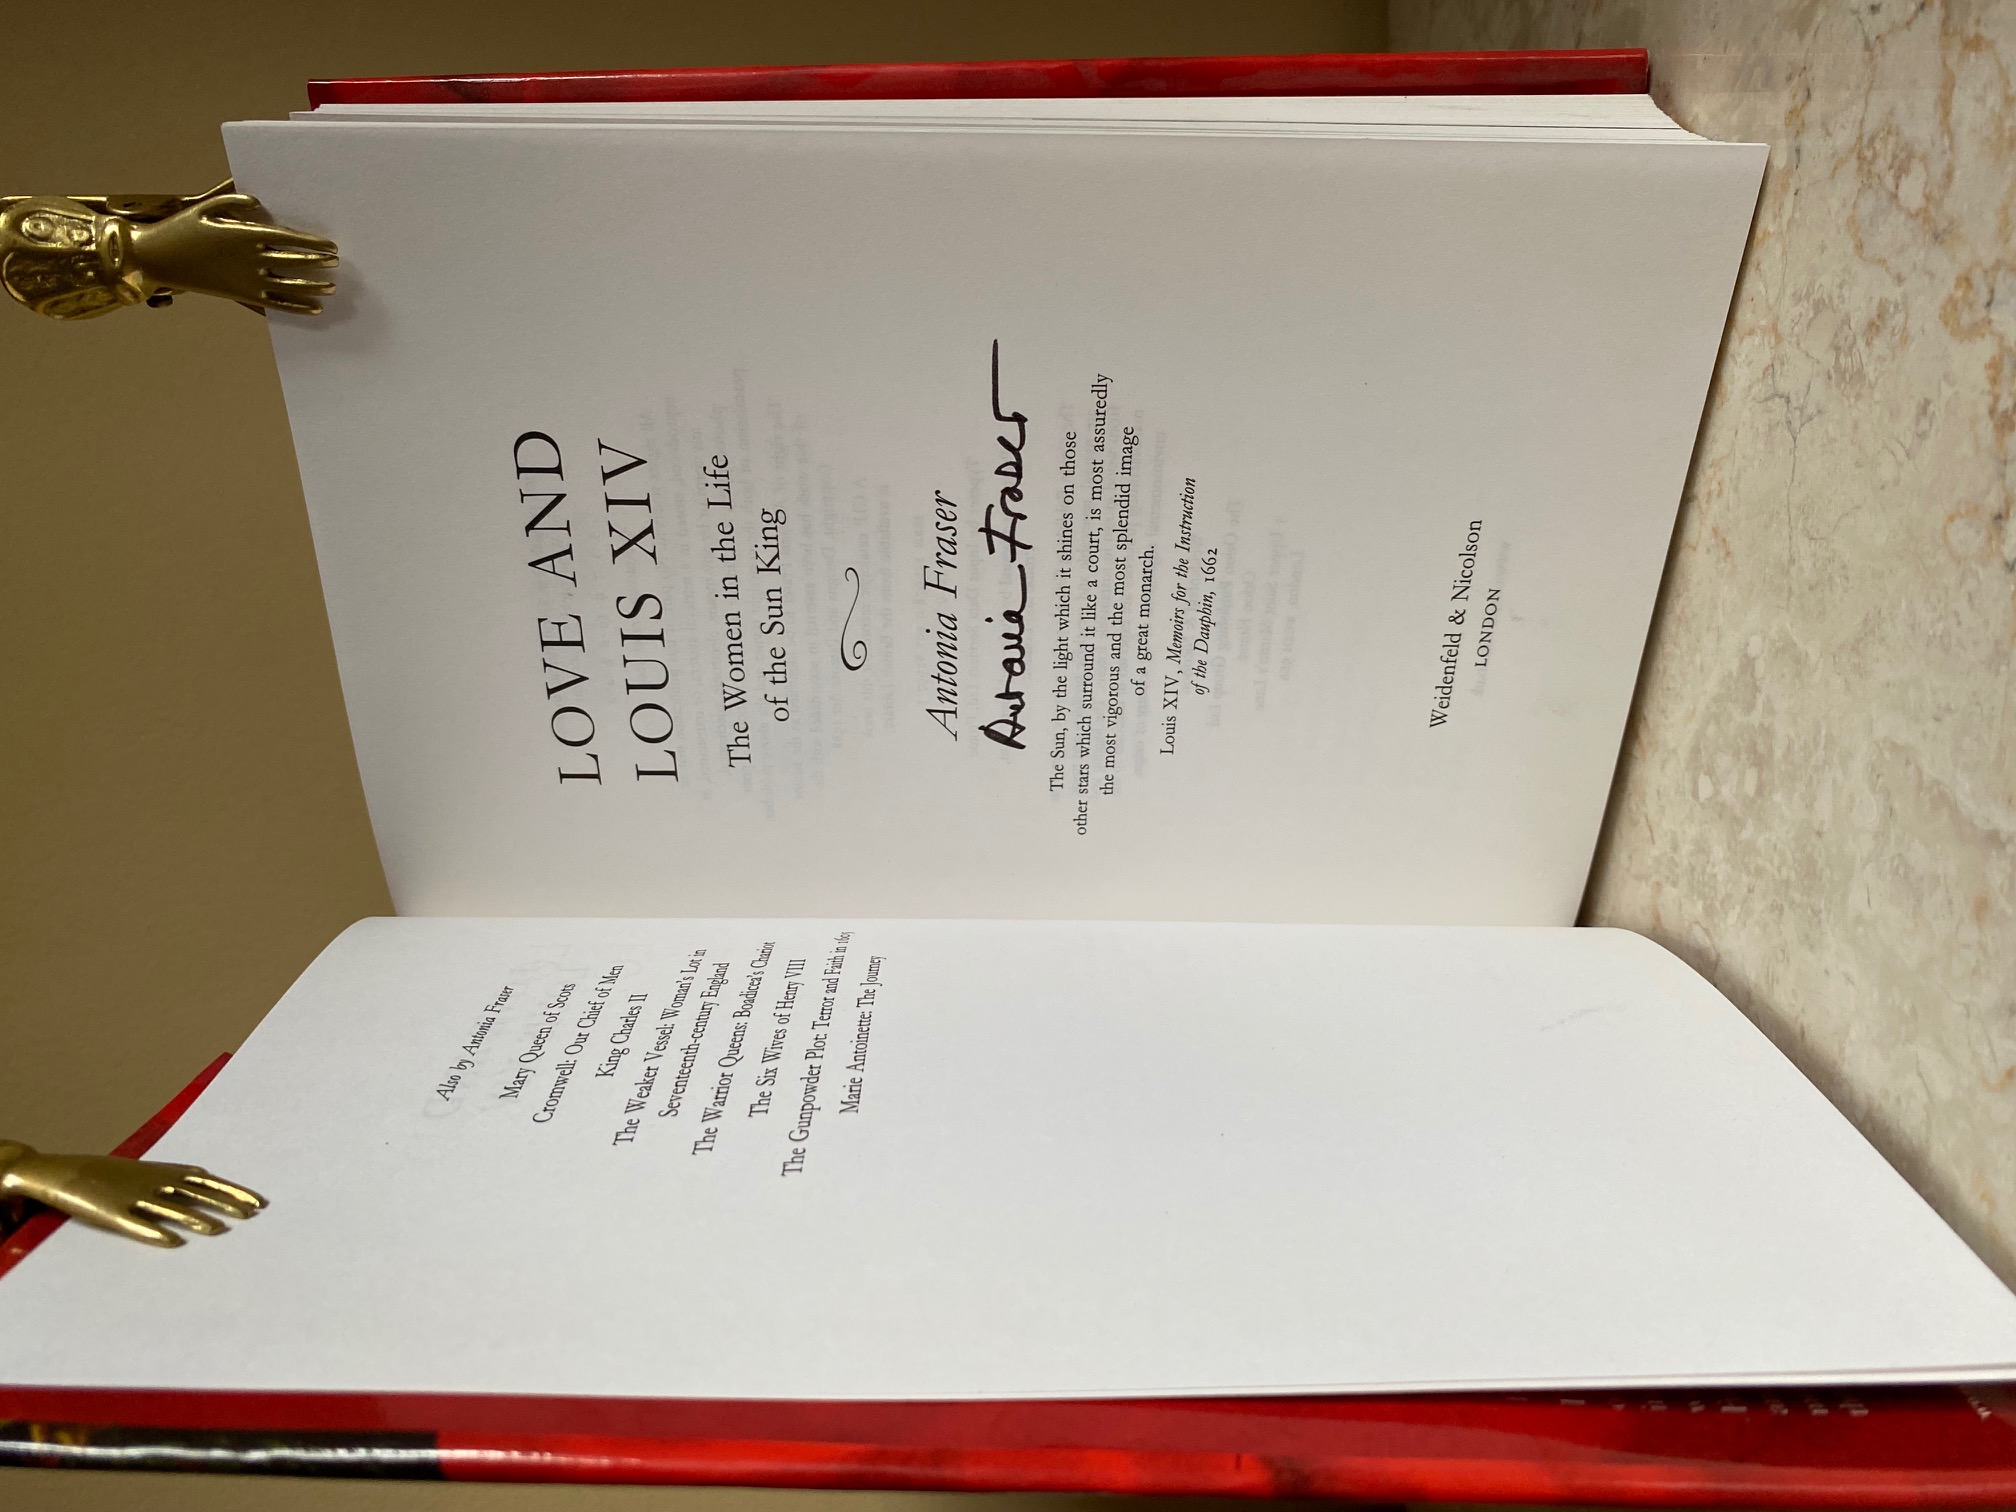 Also by Antonia Fraser
Mary Queen of Scots
Cromwell: Our Chief of Men
King Charles II
The Weaker Vessel: Woman's Lot in
Seventeenth-century England
The Warrior Queens: Boadicea's Chariot
The Six Wives of Henry VIII
The Gunpowder Plot: Terror and Faith in 1605
Marie Antoinette: The Journey
LOVE AND
LOUIS XIV
The Women in the Life
of the Sun King
Antonia Fraser
Antonia Fraser
The Sun, by the light which it shines on those
other stars which surround it like a court, is most assuredly
the most vigorous and the most splendid image
of a great monarch.
Louis XIV, Memoirs for the Instruction
of the Dauphin, 1662
Weidenfeld & Nicolson
LONDON